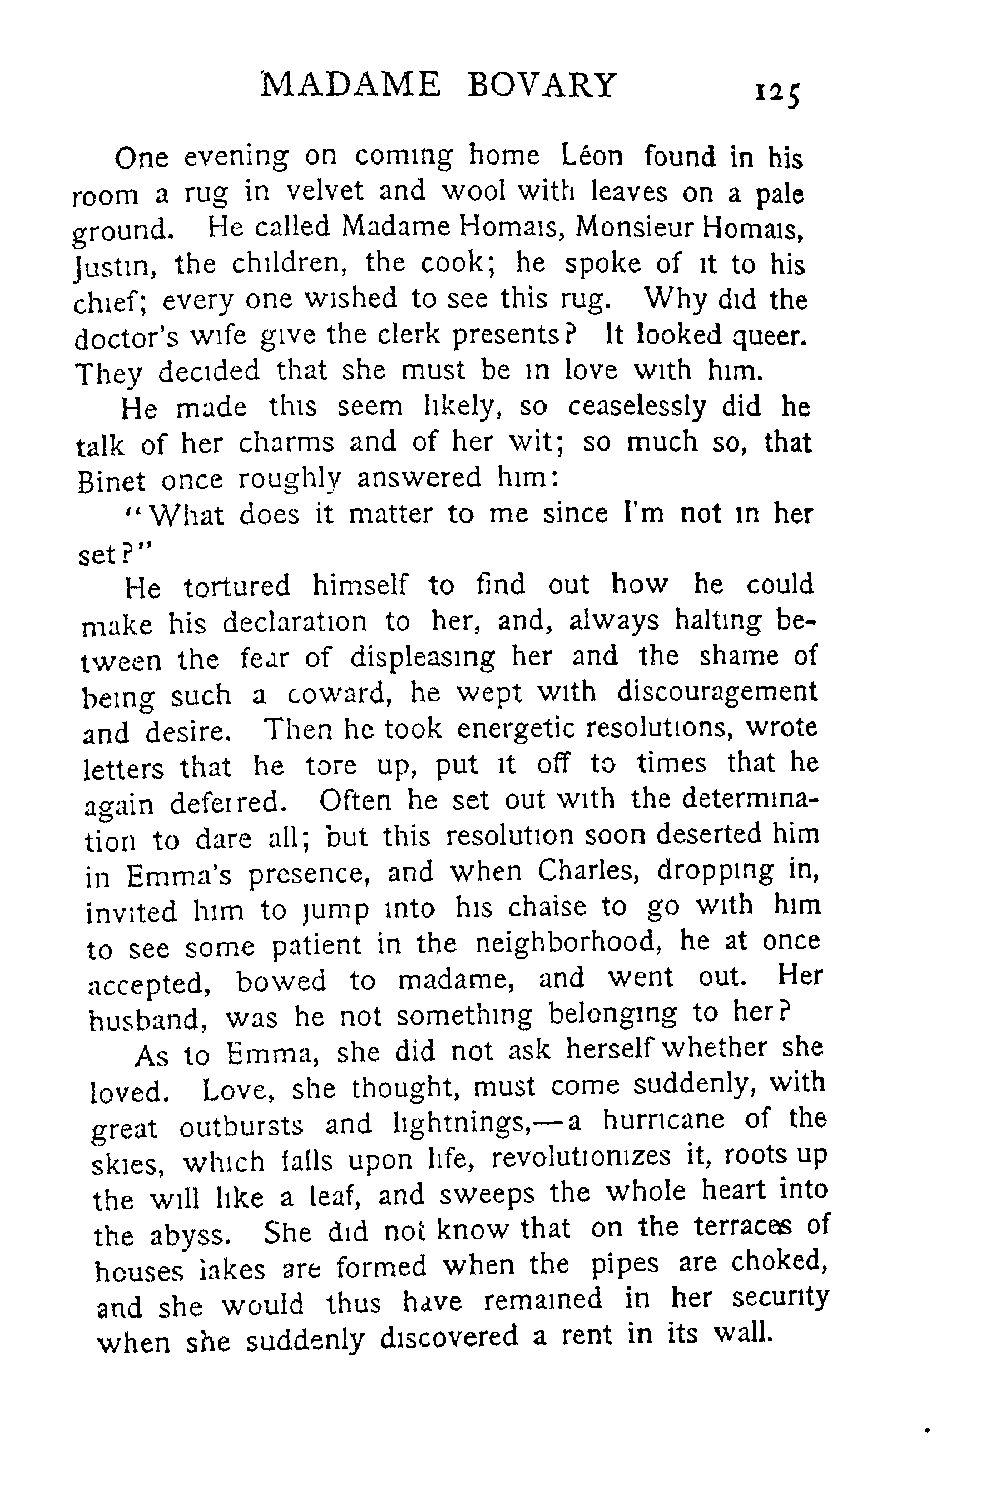 MADAME BOVARY 125
One evening on coming home Léon found in his
room a rug in velvet and wool with leaves on a pale
ground. He called Madame Homais, Monsieur Homais,
Justin, the children, the cook; he spoke of it to his
chief; every one wished to see this rug. Why did the
doctor's wife give the clerk presents? It looked queer.
They decided that she must be in love with him.
He made this seem likely, so ceaselessly did he
talk of her charms and of her wit; so much so, that
Binet once roughly answered him:
"What does it matter to me since I'm not in her
set?"
He tortured himself to find out how he could
make his declaration to her, and, always halting be-
tween the fear of displeasing her and the shame of
being such a coward, he wept with discouragement
and desire. Then he took energetic resolutions, wrote
letters that he tore up, put it off to times that he
again deferred. Often he set out with the determina-
tion to dare all; but this resolution soon deserted him
in Emma's presence, and when Charles, dropping in,
invited him to jump into his chaise to go with him
to see some patient in the neighborhood, he at once
accepted, bowed to madame, and went out. Her
husband, was he not something belonging to her?
As to Emma, she did not ask herself whether she
loved. Love, she thought, must come suddenly, with
great outbursts and lightnings,—a hurricane of the
skies, which falls upon life, revolutionizes it, roots up
the will like a leaf, and sweeps the whole heart into
the abyss. She did not know that on the terraces of
houses lakes are formed when the pipes are choked,
and she would thus have remained in her security
when she suddenly discovered a rent in its wall.